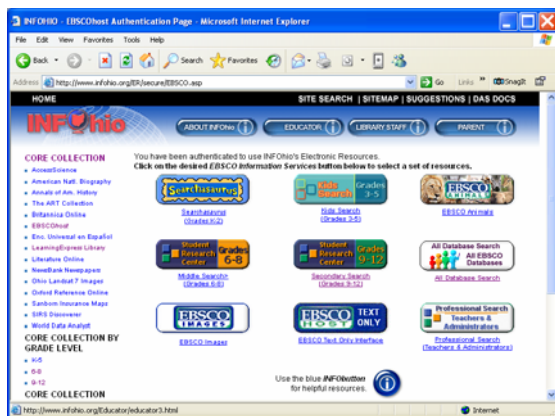 INFOHIO - EBSCOhost Authentication Page - Microsoft Internet Explorer
File Edit View Favorites Tools Help
Back Search Favorites
Address http://www.infohio.org/ER/secure/EBSCO.asp Go Links SnagIt
HOME SITE SEARCH | SITEMAP | SUGGESTIONS | DAS DOCS
INFOhio ABOUT INFOhio EDUCATOR LIBRARY STAFF PARENT
CORE COLLECTION
AccessScience
American Natl. Biography
Annals of Am. History
The ART Collection
Britannica Online
EBSCOhost
Enc. Universal en Español
LearningExpress Library
Literature Online
NewsBank Newspapers
Ohio Landsat 7 Images
Oxford Reference Online
Sanborn Insurance Maps
SIRS Discoverer
World Data Analyst
CORE COLLECTION BY
GRADE LEVEL
K-5
6-8
9-12
CORE COLLECTION
You have been authenticated to use INFOhio's Electronic Resources.
Click on the desired EBSCO Information Services button below to select a set of resources.
Searchasaurus
Searchasaurus
(Grades K-2)
Kids Search Grades 3-5
Kids Search
(Grades 3-5)
EBSCO ANIMALS
EBSCO Animals
Student Research Center Grades 6-8
Middle Search+
(Grades 6-8)
Student Research Center Grades 9-12
Secondary Search
(Grades 9-12)
All Database Search
All EBSCO Databases
All Database Search
EBSCO IMAGES
EBSCO Images
EBSCO HOST TEXT ONLY
EBSCO Text Only Interface
Professional Search
Teachers & Administrators
Professional Search
(Teachers & Administrators)
Use the blue INFObutton
for helpful resources.
http://www.infohio.org/Educator/educator3.html Internet